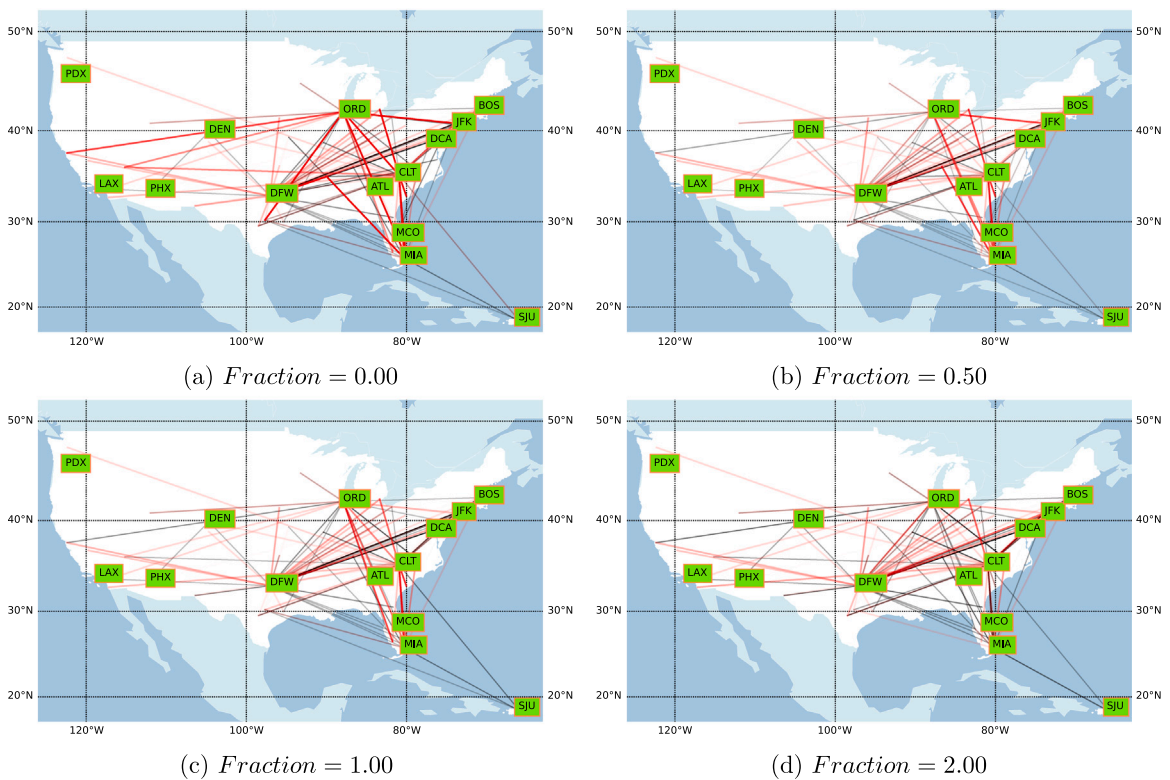 50°N 50°N 50°N 50°N
PDX PDX
ORD BOS ORD BOS
40°N DEN JFK 40°N 40°N DEN JFK 40°N
DCA DCA
LAX PHX DFW ATL CLT LAX PHX DFW ATL CLT
30°N 30°N 30°N 30°N
MCO MCO
MIA MIA
20°N SJU 20°N 20°N SJU 20°N
120°W 100°W 80°W 120°W 100°W 80°W
(a) Fraction = 0.00 (b) Fraction = 0.50
50°N 50°N 50°N 50°N
PDX PDX
ORD BOS ORD BOS
40°N DEN JFK 40°N 40°N DEN JFK 40°N
DCA DCA
LAX PHX DFW ATL CLT LAX PHX DFW ATL CLT
30°N 30°N 30°N 30°N
MCO MCO
MIA MIA
20°N SJU 20°N 20°N SJU 20°N
120°W 100°W 80°W 120°W 100°W 80°W
(c) Fraction = 1.00 (d) Fraction = 2.00